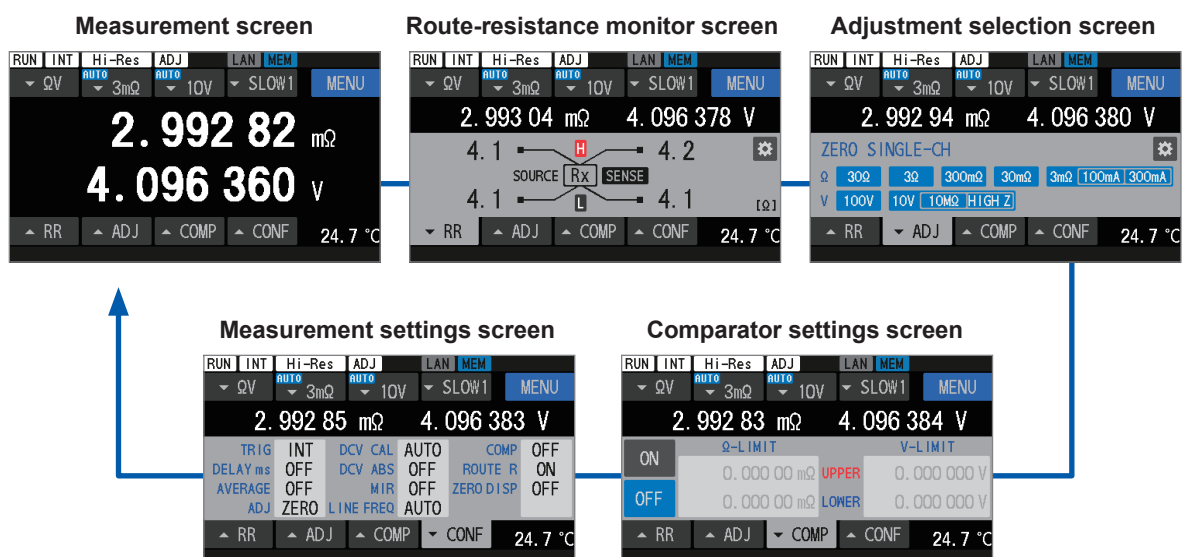 Measurement screen
RUN INT Hi-Res ADJ LAN MEM
ΩV AUTO 3mΩ AUTO 10V SLOW1 MENU
2.992 82 mΩ
4.096 360 V
RR ADJ COMP CONF 24.7 °C
Route-resistance monitor screen
RUN INT Hi-Res ADJ LAN MEM
ΩV AUTO 3mΩ AUTO 10V SLOW1 MENU
2.993 04 mΩ 4.096 378 V
4.1 H 4.2
SOURCE Rx SENSE
4.1 L 4.1 [Ω]
RR ADJ COMP CONF 24.7 °C
Adjustment selection screen
RUN INT Hi-Res ADJ LAN MEM
ΩV AUTO 3mΩ AUTO 10V SLOW1 MENU
2.992 94 mΩ 4.096 380 V
ZERO SINGLE-CH
Ω 30Ω 3Ω 300mΩ 30mΩ 3mΩ 100mA 300mA
V 100V 10V 10MΩ HIGH Z
RR ADJ COMP CONF 24.7 °C
Measurement settings screen
RUN INT Hi-Res ADJ LAN MEM
ΩV AUTO 3mΩ AUTO 10V SLOW1 MENU
2.992 85 mΩ 4.096 383 V
TRIG INT DCV CAL AUTO COMP OFF
DELAY ms OFF DCV ABS OFF ROUTE R ON
AVERAGE OFF MIR OFF ZERO DISP OFF
ADJ ZERO LINE FREQ AUTO
RR ADJ COMP CONF 24.7 °C
Comparator settings screen
RUN INT Hi-Res ADJ LAN MEM
ΩV AUTO 3mΩ AUTO 10V SLOW1 MENU
2.992 83 mΩ 4.096 384 V
Ω-LIMIT V-LIMIT
ON 0.000 00 mΩ UPPER 0.000 000 V
OFF 0.000 00 mΩ LOWER 0.000 000 V
RR ADJ COMP CONF 24.7 °C